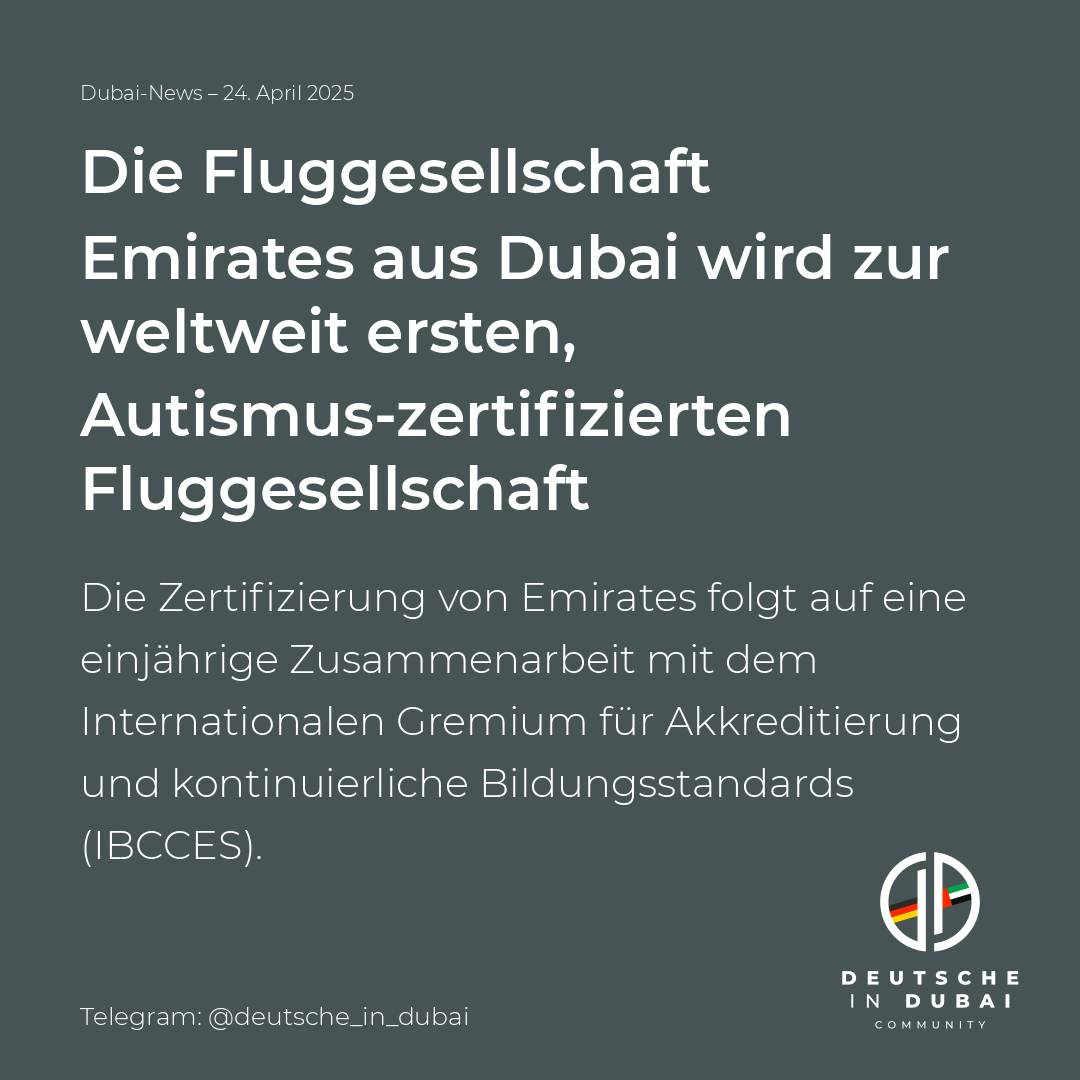 Dubai-News – 24. April 2025
Die Fluggesellschaft
Emirates aus Dubai wird zur
weltweit ersten,
Autismus-zertifizierten
Fluggesellschaft
Die Zertifizierung von Emirates folgt auf eine
einjährige Zusammenarbeit mit dem
Internationalen Gremium für Akkreditierung
und kontinuierliche Bildungsstandards
(IBCCES).
Telegram: @deutsche_in_dubai
DEUTSCHE
IN DUBAI
COMMUNITY